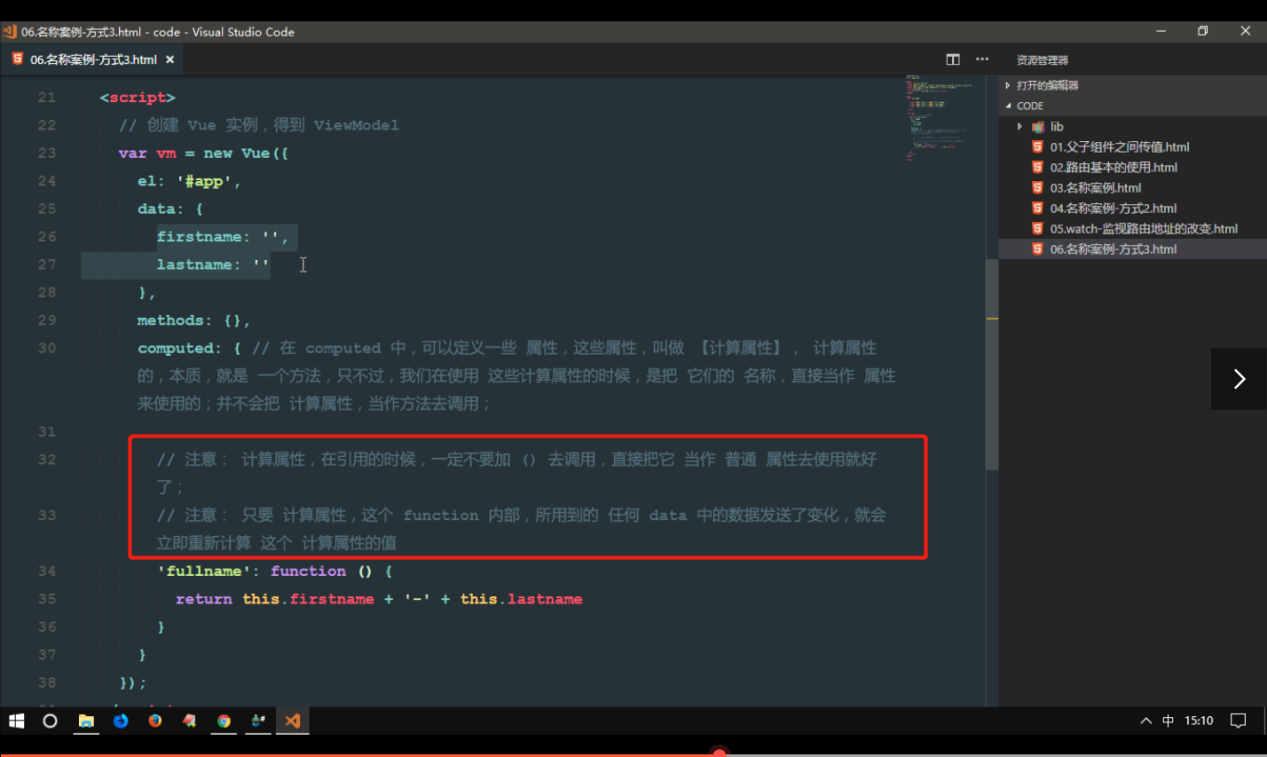 06.名称案例-方式3.html - code - Visual Studio Code
06.名称案例-方式3.html
资源管理器
打开的编辑器
CODE
lib
01.父子组件之间传值.html
02.路由基本的使用.html
03.名称案例.html
04.名称案例-方式2.html
05.watch-监视路由地址的改变.html
06.名称案例-方式3.html
21 <script>
22 // 创建 Vue 实例，得到 ViewModel
23 var vm = new Vue({
24 el: '#app',
25 data: {
26 firstname: '',
27 lastname: ''
28 },
29 methods: {},
30 computed: { // 在 computed 中，可以定义一些 属性，这些属性，叫做 【计算属性】， 计算属性
的，本质，就是 一个方法，只不过，我们在使用 这些计算属性的时候，是把 它们的 名称，直接当作 属性
来使用的；并不会把 计算属性，当作方法去调用；
31
32 // 注意： 计算属性，在引用的时候，一定不要加 () 去调用，直接把它 当作 普通 属性去使用就好
了；
33 // 注意： 只要 计算属性，这个 function 内部，所用到的 任何 data 中的数据发送了变化，就会
立即重新计算 这个 计算属性的值
34 'fullname': function () {
35 return this.firstname + '-' + this.lastname
36 }
37 }
38 });
中 15:10